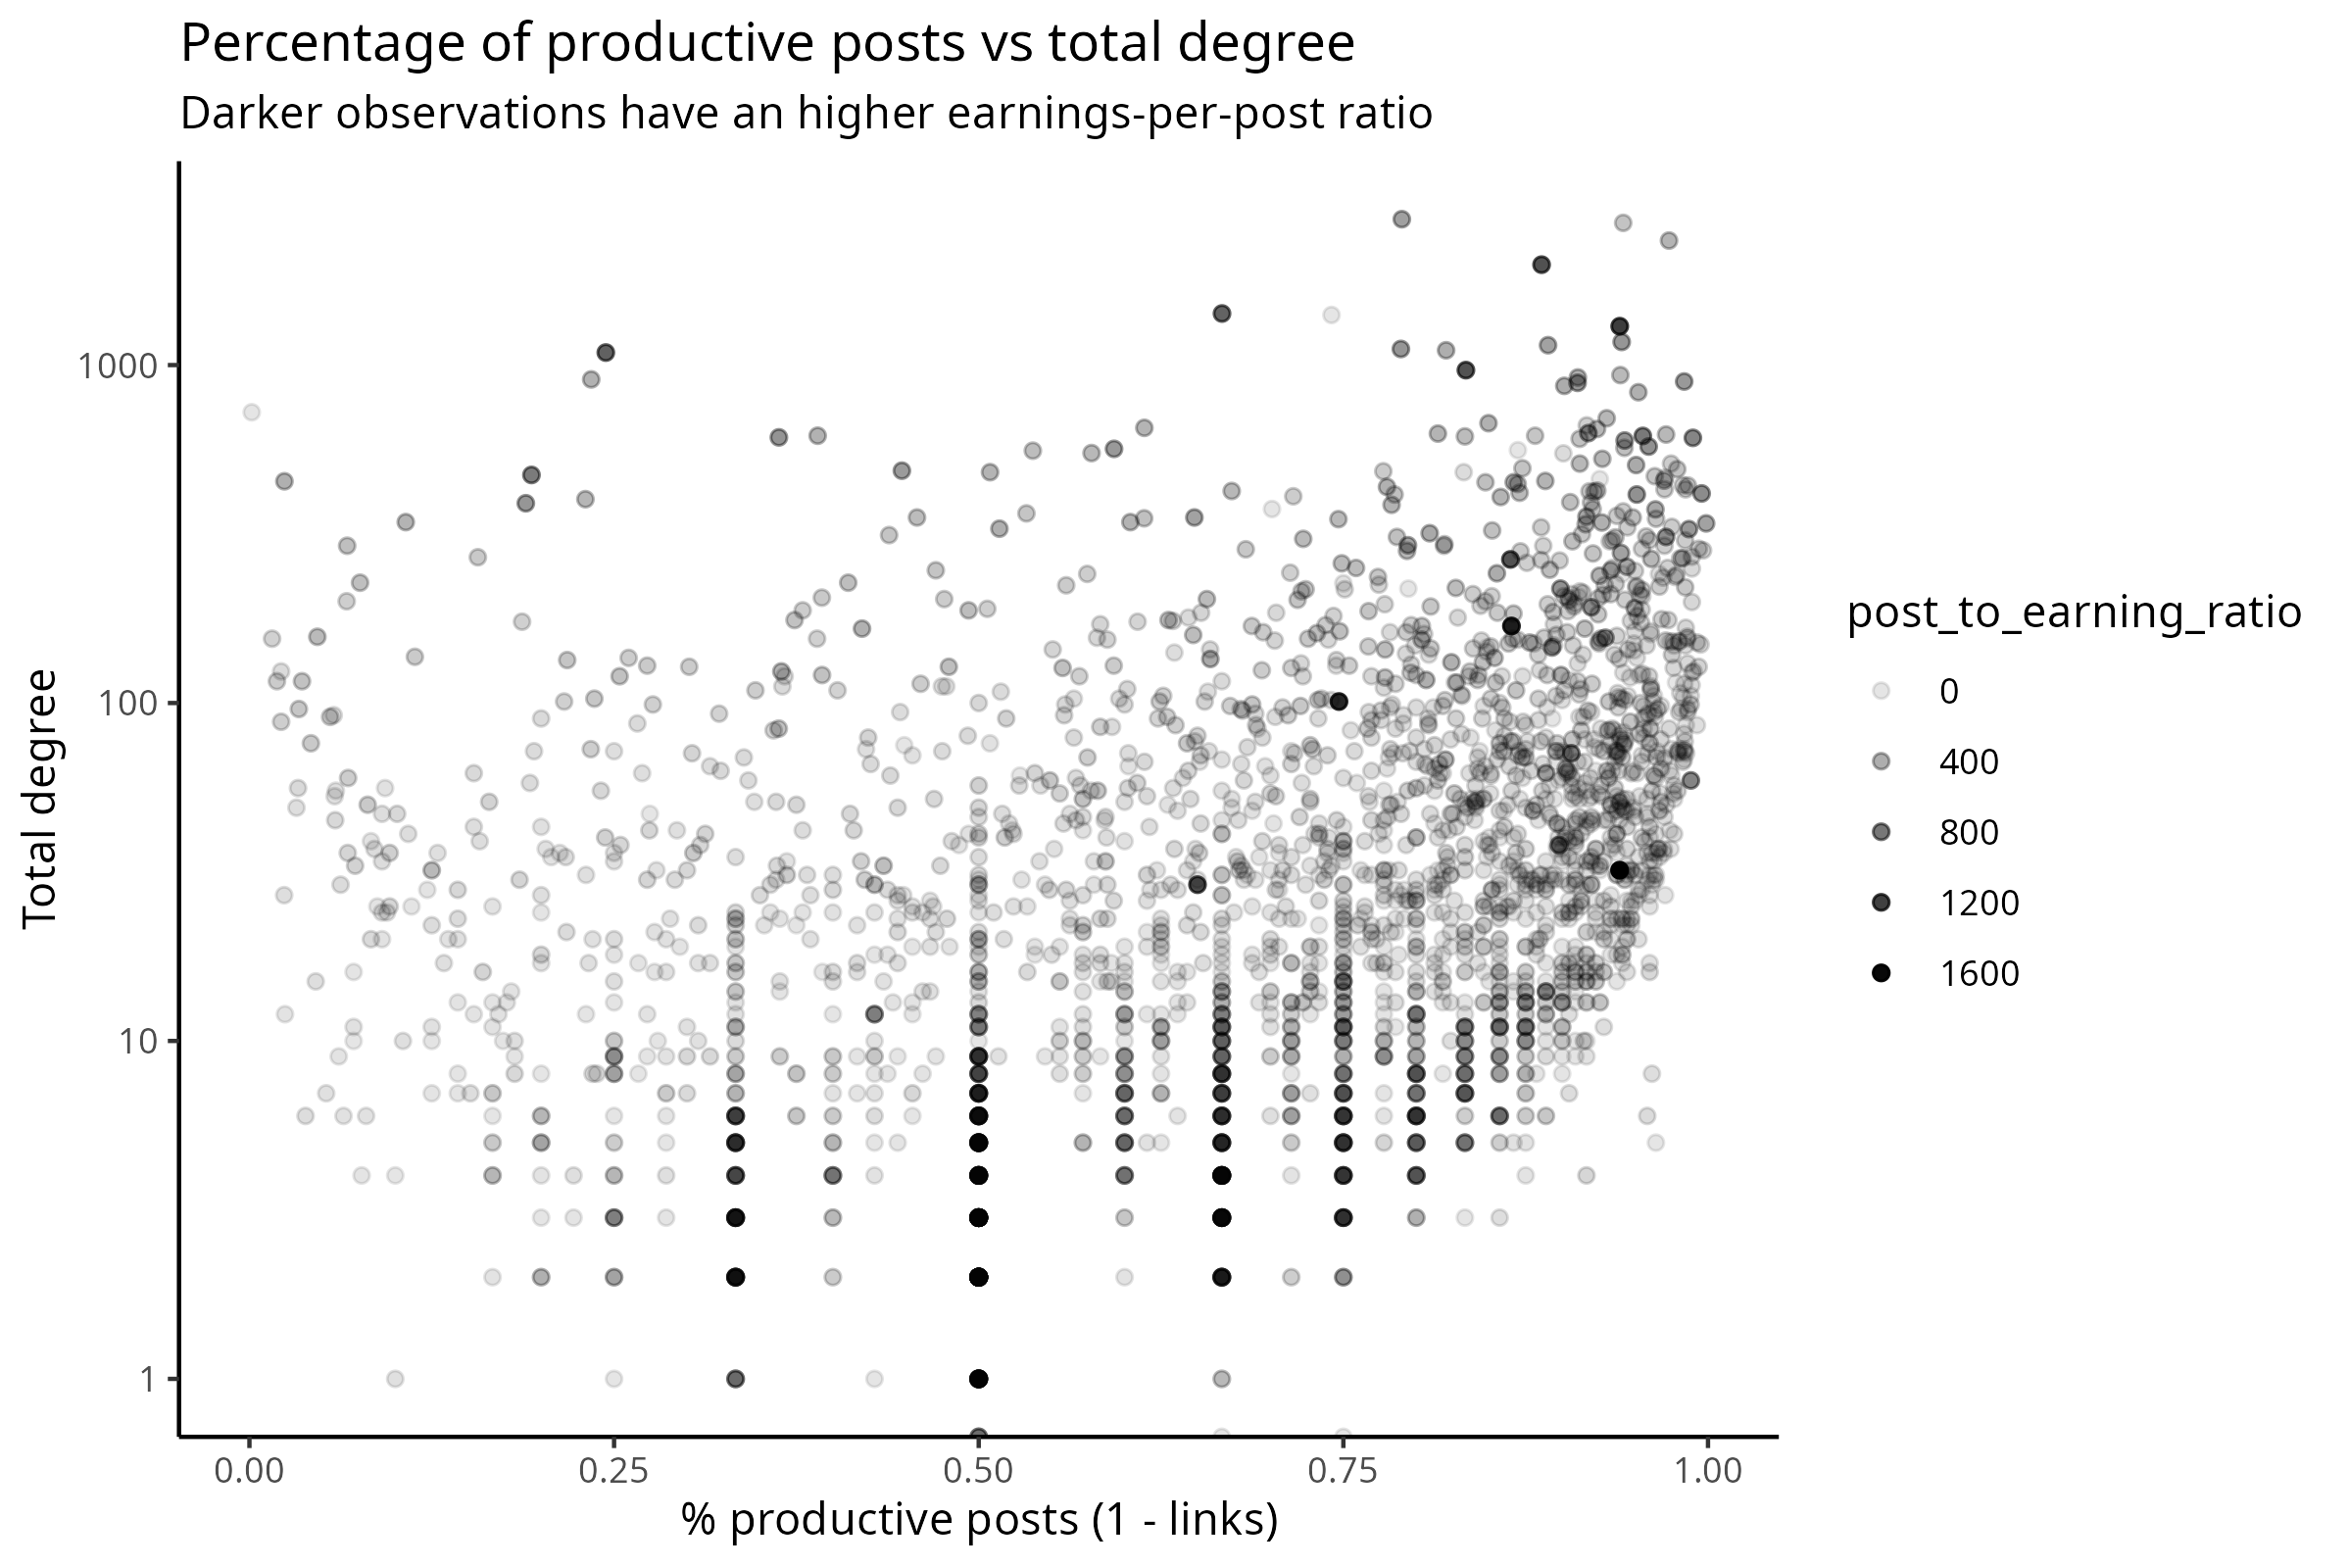 Percentage of productive posts vs total degree
Darker observations have an higher earnings-per-post ratio
Total degree
1000
100
10
1
0.00
0.25
0.50
0.75
1.00
% productive posts (1 - links)
post_to_earning_ratio
0
400
800
1200
1600